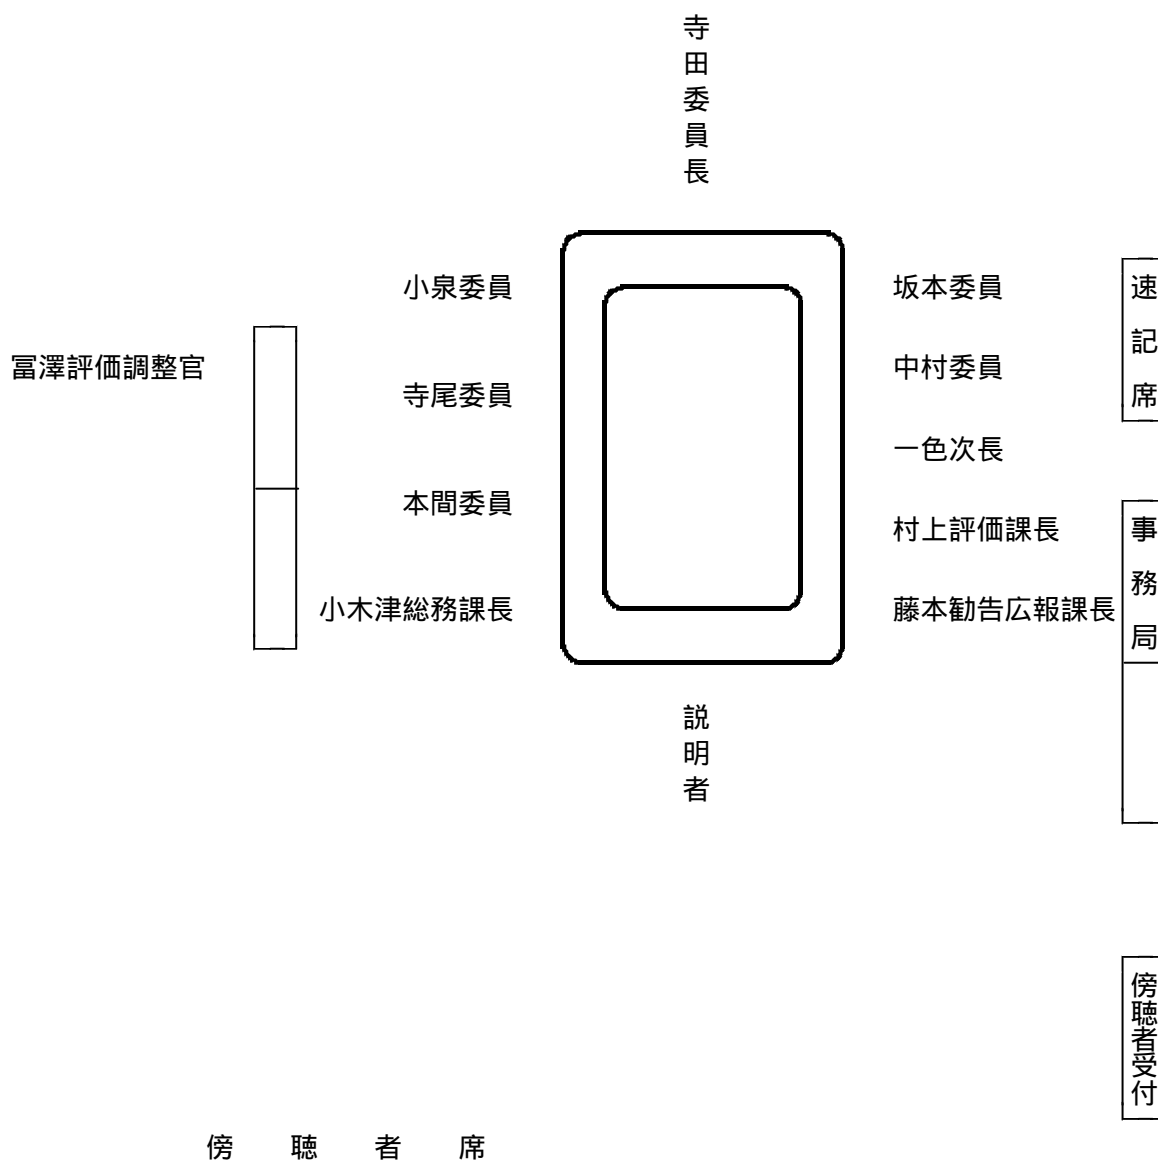 寺田委員長
小泉委員
坂本委員
速記席
冨澤評価調整官
中村委員
寺尾委員
一色次長
本間委員
村上評価課長
事務局
小木津総務課長
藤本勧告広報課長
説明者
傍聴者受付
傍聴者席